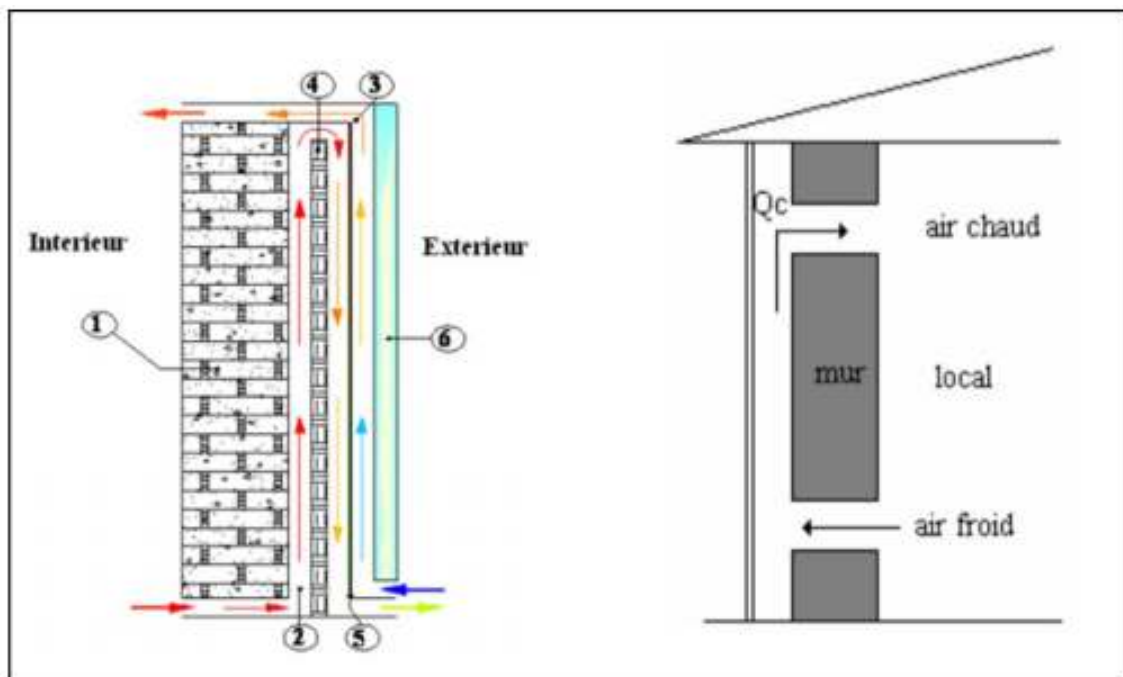 4
3
Interieur
Exterieur
1
6
2
5
Qc
air chaud
mur
local
air froid